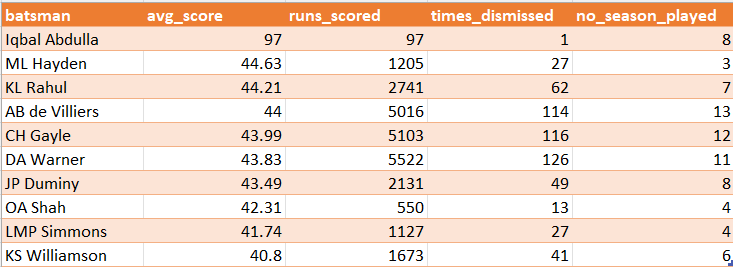 batsman avg_score runs_scored times_dismissed no_season_played
Iqbal Abdulla 97 97 1 8
ML Hayden 44.63 1205 27 3
KL Rahul 44.21 2741 62 7
AB de Villiers 44 5016 114 13
CH Gayle 43.99 5103 116 12
DA Warner 43.83 5522 126 11
JP Duminy 43.49 2131 49 8
OA Shah 42.31 550 13 4
LMP Simmons 41.74 1127 27 4
KS Williamson 40.8 1673 41 6